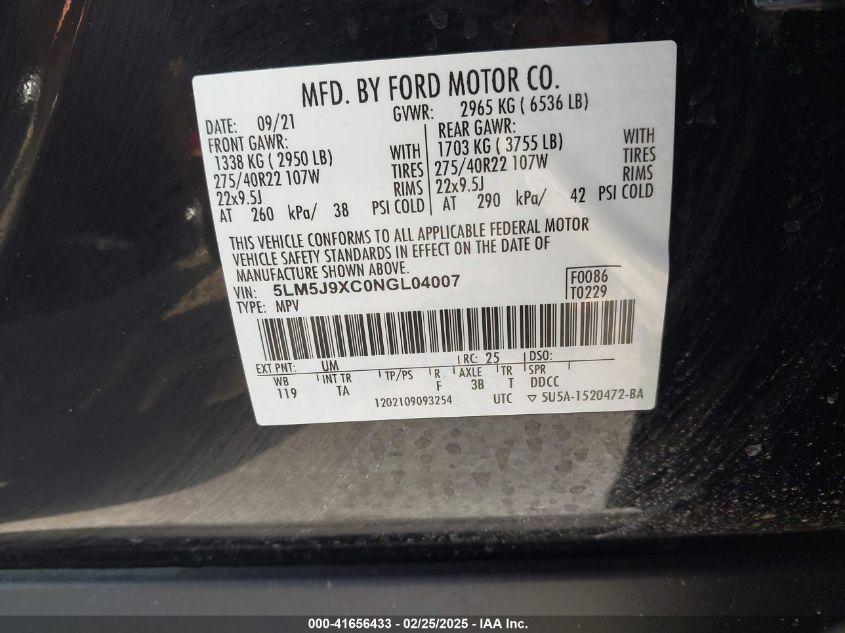 MFD. BY FORD MOTOR CO.
DATE: 09/21 GVWR: 2965 KG ( 6536 LB)
FRONT GAWR: REAR GAWR:
1338 KG ( 2950 LB) WITH 1703 KG ( 3755 LB) WITH
275/40R22 107W TIRES 275/40R22 107W TIRES
22x9.5J RIMS 22x9.5J RIMS
AT 260 kPa/ 38 PSI COLD AT 290 kPa/ 42 PSI COLD
THIS VEHICLE CONFORMS TO ALL APPLICABLE FEDERAL MOTOR
VEHICLE SAFETY STANDARDS IN EFFECT ON THE DATE OF
MANUFACTURE SHOWN ABOVE.
VIN: 5LM5J9XC0NGL04007 F0086
TYPE: MPV T0229
EXT PNT: UM RC: 25 DSO:
WB INT TR TP/PS R AXLE TR SPR
119 TA F 3B T DDCC
1202109093254 UTC ▽ 5U5A-1520472-BA
000-41656433 - 02/25/2025 - IAA Inc.